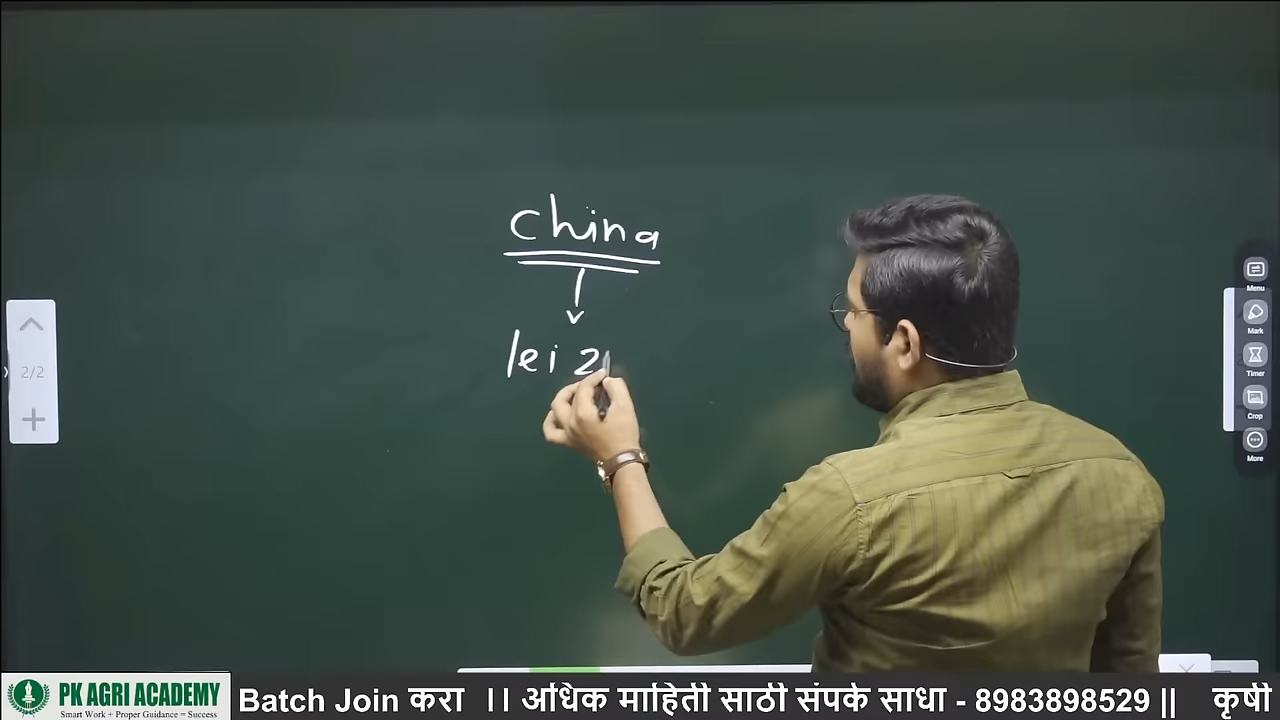 china
lei z
2/2
Menu
Mark
Timer
Crop
More
PK AGRI ACADEMY
Smart Work + Proper Guidance = Success
Batch Join करा ।। अधिक माहिती साठी संपर्क साधा - 8983898529 || कृषी